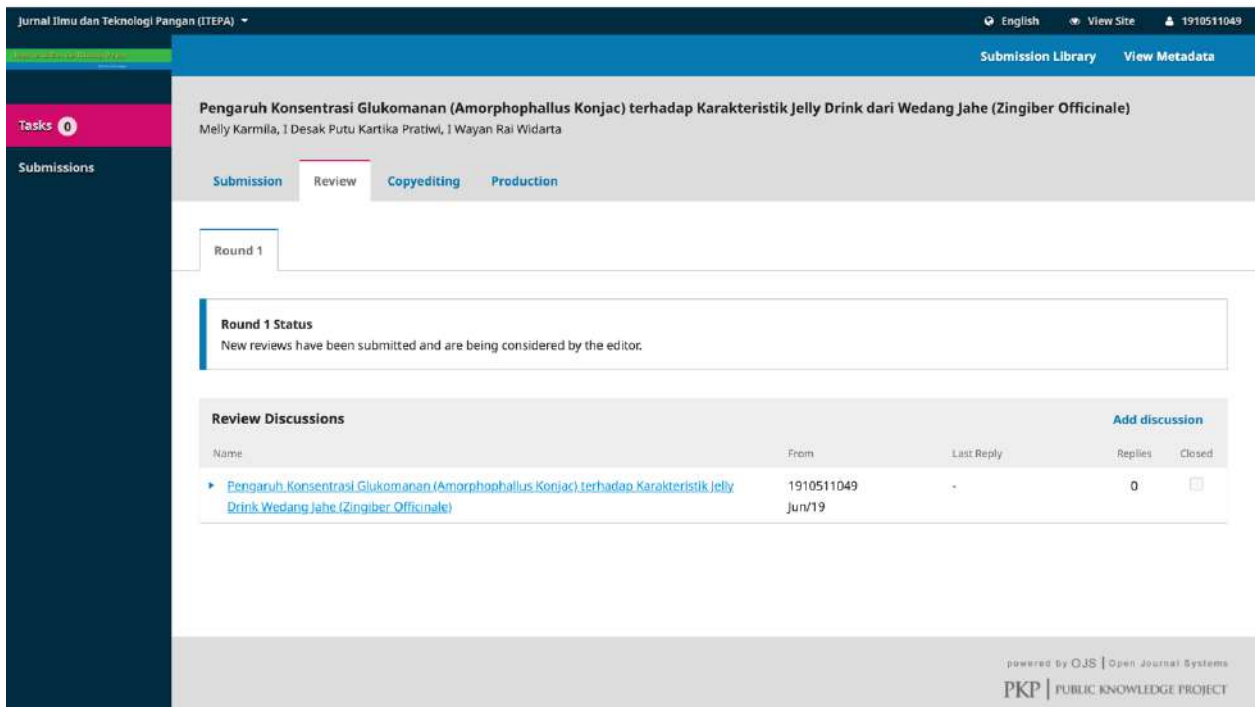 Jurnal Ilmu dan Teknologi Pangan (ITEPA)
English View Site 1910511049
Submission Library View Metadata
Tasks 0
Submissions
Pengaruh Konsentrasi Glukomanan (Amorphophallus Konjac) terhadap Karakteristik Jelly Drink dari Wedang Jahe (Zingiber Officinale)
Melly Karmila, I Desak Putu Kartika Pratiwi, I Wayan Rai Widarta
Submission Review Copyediting Production
Round 1
Round 1 Status
New reviews have been submitted and are being considered by the editor.
Review Discussions Add discussion
Name From Last Reply Replies Closed
Pengaruh Konsentrasi Glukomanan (Amorphophallus Konjac) terhadap Karakteristik Jelly 1910511049 - 0
Drink Wedang Jahe (Zingiber Officinale) Jun/19
powered by OJS | Open Journal Systems
PKP | PUBLIC KNOWLEDGE PROJECT